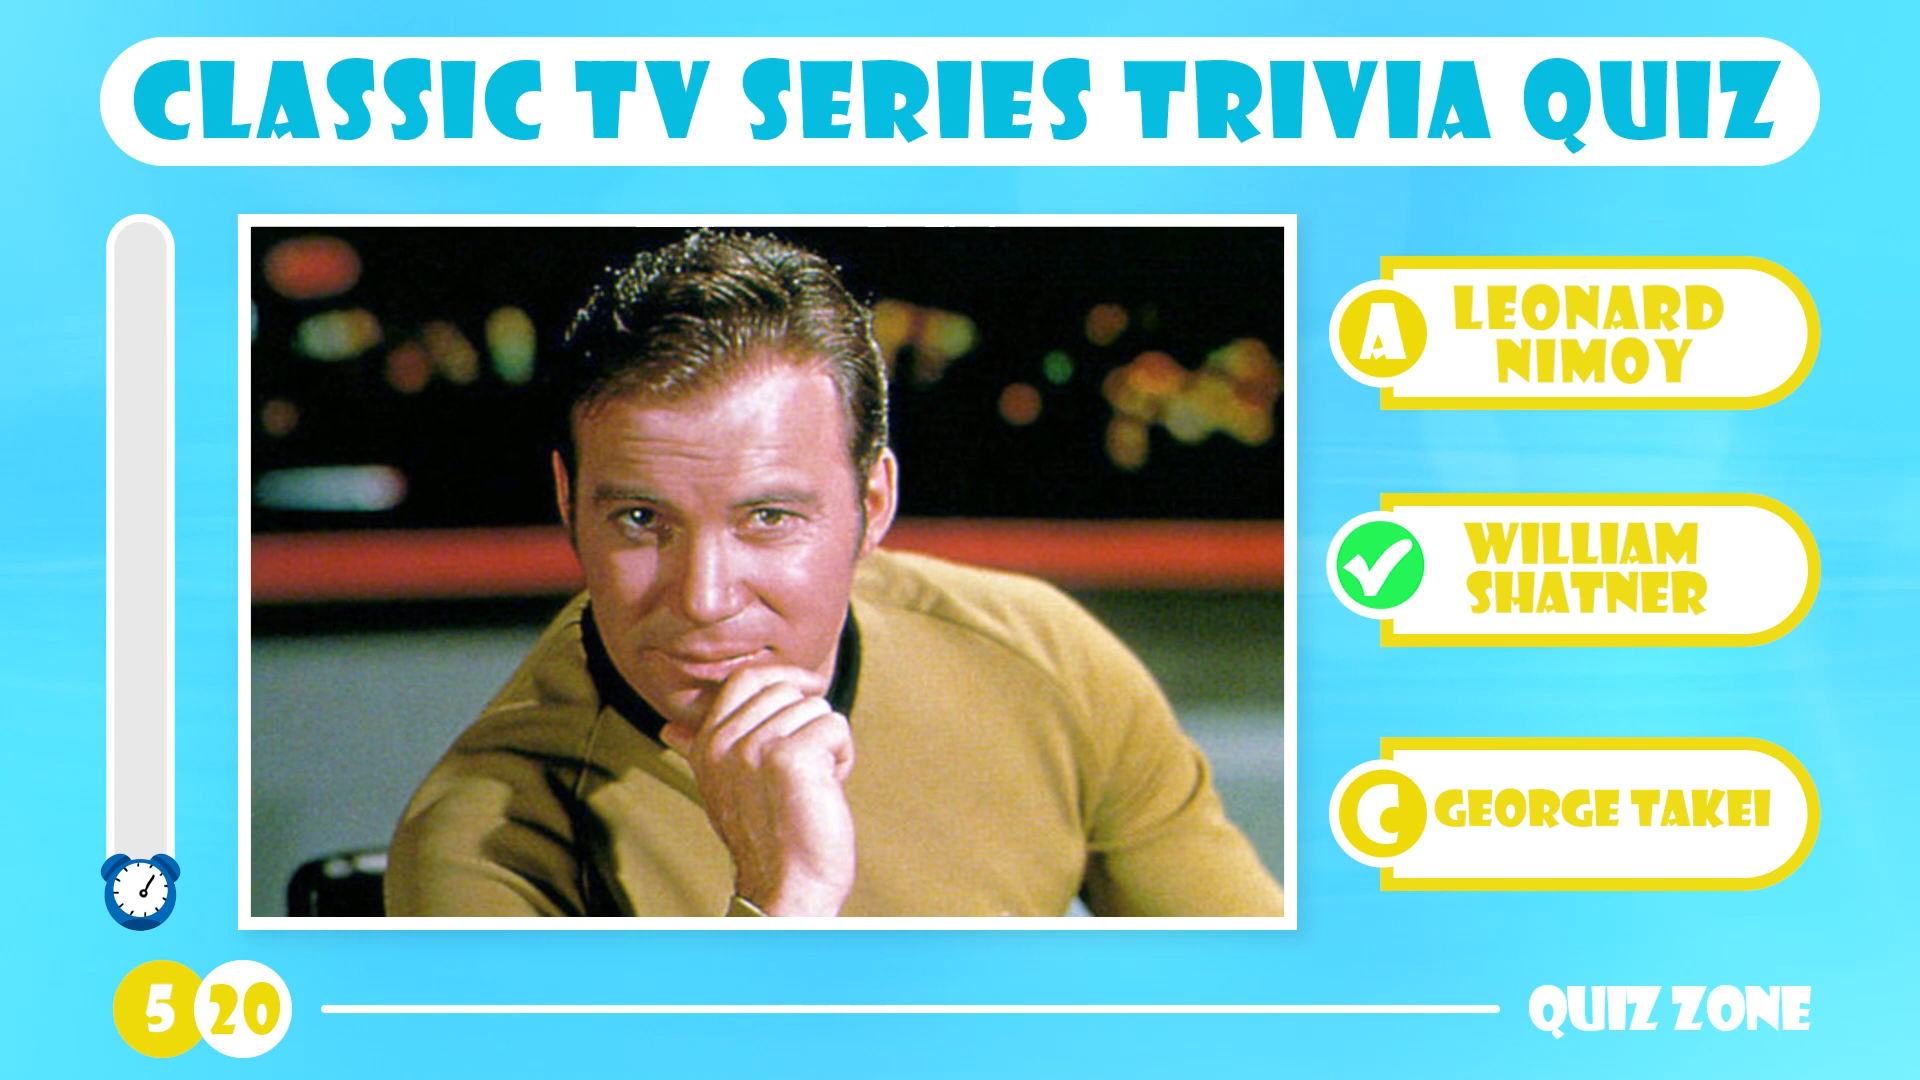 CLASSIC TV SERIES TRIVIA QUIZ
A
LEONARD
NIMOY
WILLIAM
SHATNER
C
GEORGE TAKEI
5 20
QUIZ ZONE